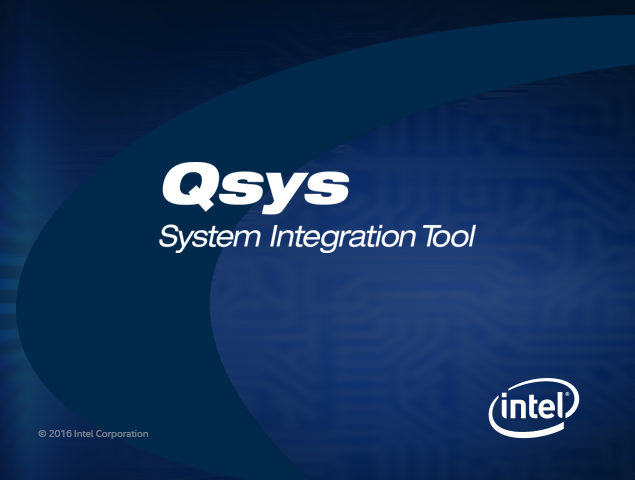 Qsys
System Integration Tool
intel®
© 2016 Intel Corporation